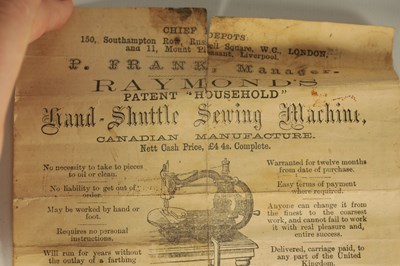 CHIEF DEPOTS:
150, Southampton Row, Russell Square, W.C., LONDON,
and 11, Mount Pleasant, Liverpool.
P. FRANK, Manager.
RAYMOND'S
PATENT "HOUSEHOLD"
Hand-Shuttle Sewing Machine,
CANADIAN MANUFACTURE.
Nett Cash Price, £4 4s. Complete.
No necessity to take to pieces
to oil or clean.
No liability to get out of
order.
May be worked by hand or
foot.
Requires no personal
instructions.
Will run for years without
the outlay of a farthing
Warranted for twelve months
from date of purchase.
Easy terms of payment
where required.
Anyone can change it from
the finest to the coarsest
work, and cannot fail to work
it with real pleasure and,
entire success.
Delivered, carriage paid, to
any part of the United
Kingdom.